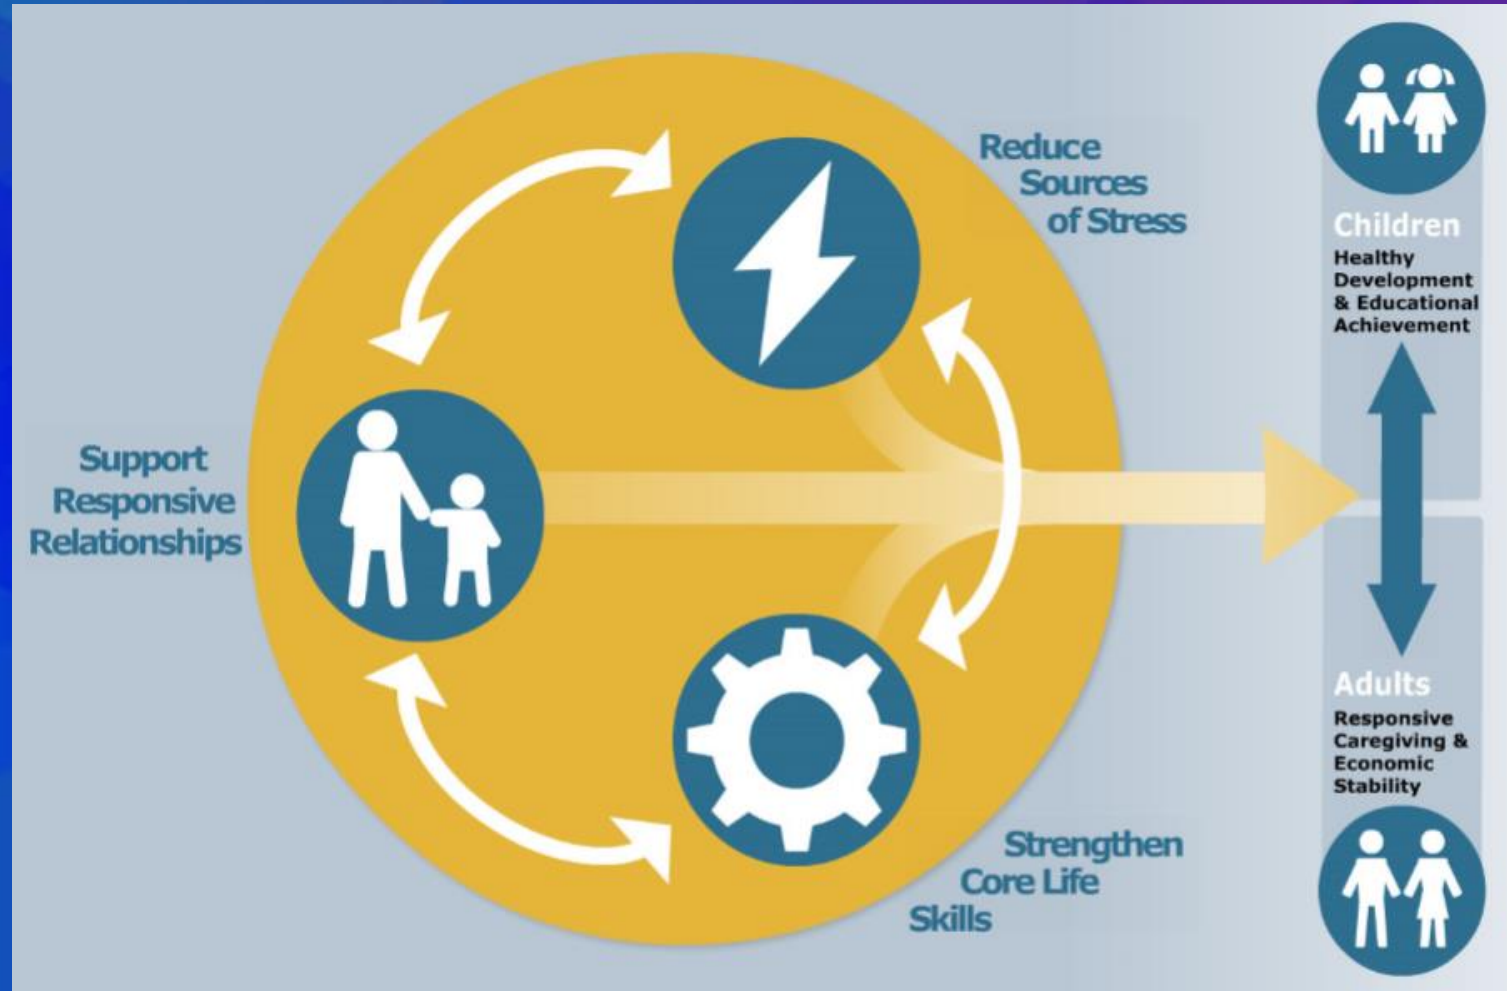 Reduce
Sources
of Stress
Support
Responsive
Relationships
Strengthen
Core Life
Skills
Children
Healthy
Development
& Educational
Achievement
Adults
Responsive
Caregiving &
Economic
Stability